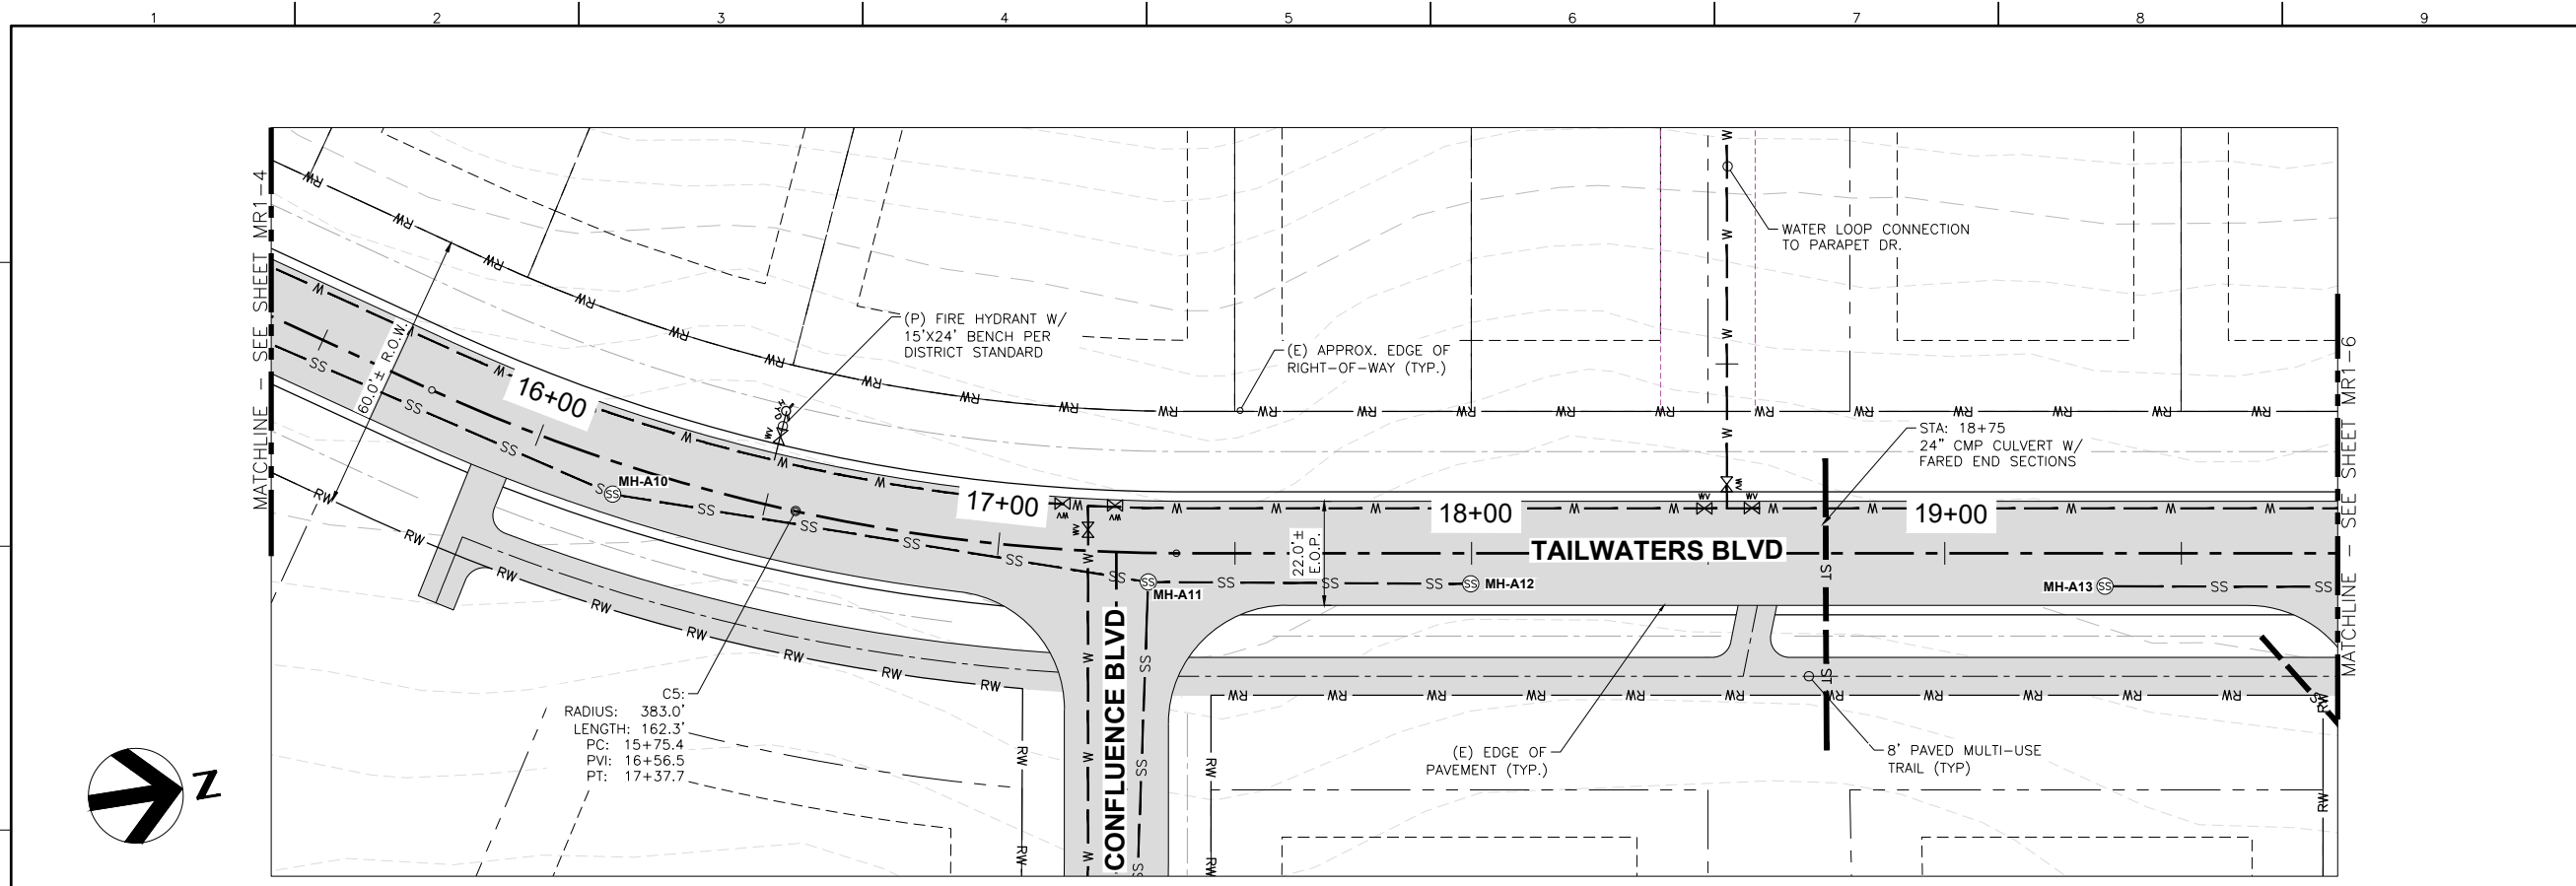 1 2 3 4 5 6 7 8 9
MATCHLINE - SEE SHEET MR1-4
60.0'± R.O.W.
16+00
MH-A10
(P) FIRE HYDRANT W/
15'X24' BENCH PER
DISTRICT STANDARD
(E) APPROX. EDGE OF
RIGHT-OF-WAY (TYP.)
WATER LOOP CONNECTION
TO PARAPET DR.
STA: 18+75
24" CMP CULVERT W/
FARED END SECTIONS
17+00
18+00
19+00
22.0'±
E.O.P.
TAILWATERS BLVD
MH-A11
MH-A12
MH-A13
CONFLUENCE BLVD
C5:
RADIUS: 383.0'
LENGTH: 162.3'
PC: 15+75.4
PVI: 16+56.5
PT: 17+37.7
(E) EDGE OF
PAVEMENT (TYP.)
8' PAVED MULTI-USE
TRAIL (TYP)
MATCHLINE - SEE SHEET MR1-6
RW
W
SS
WV
ST
Z